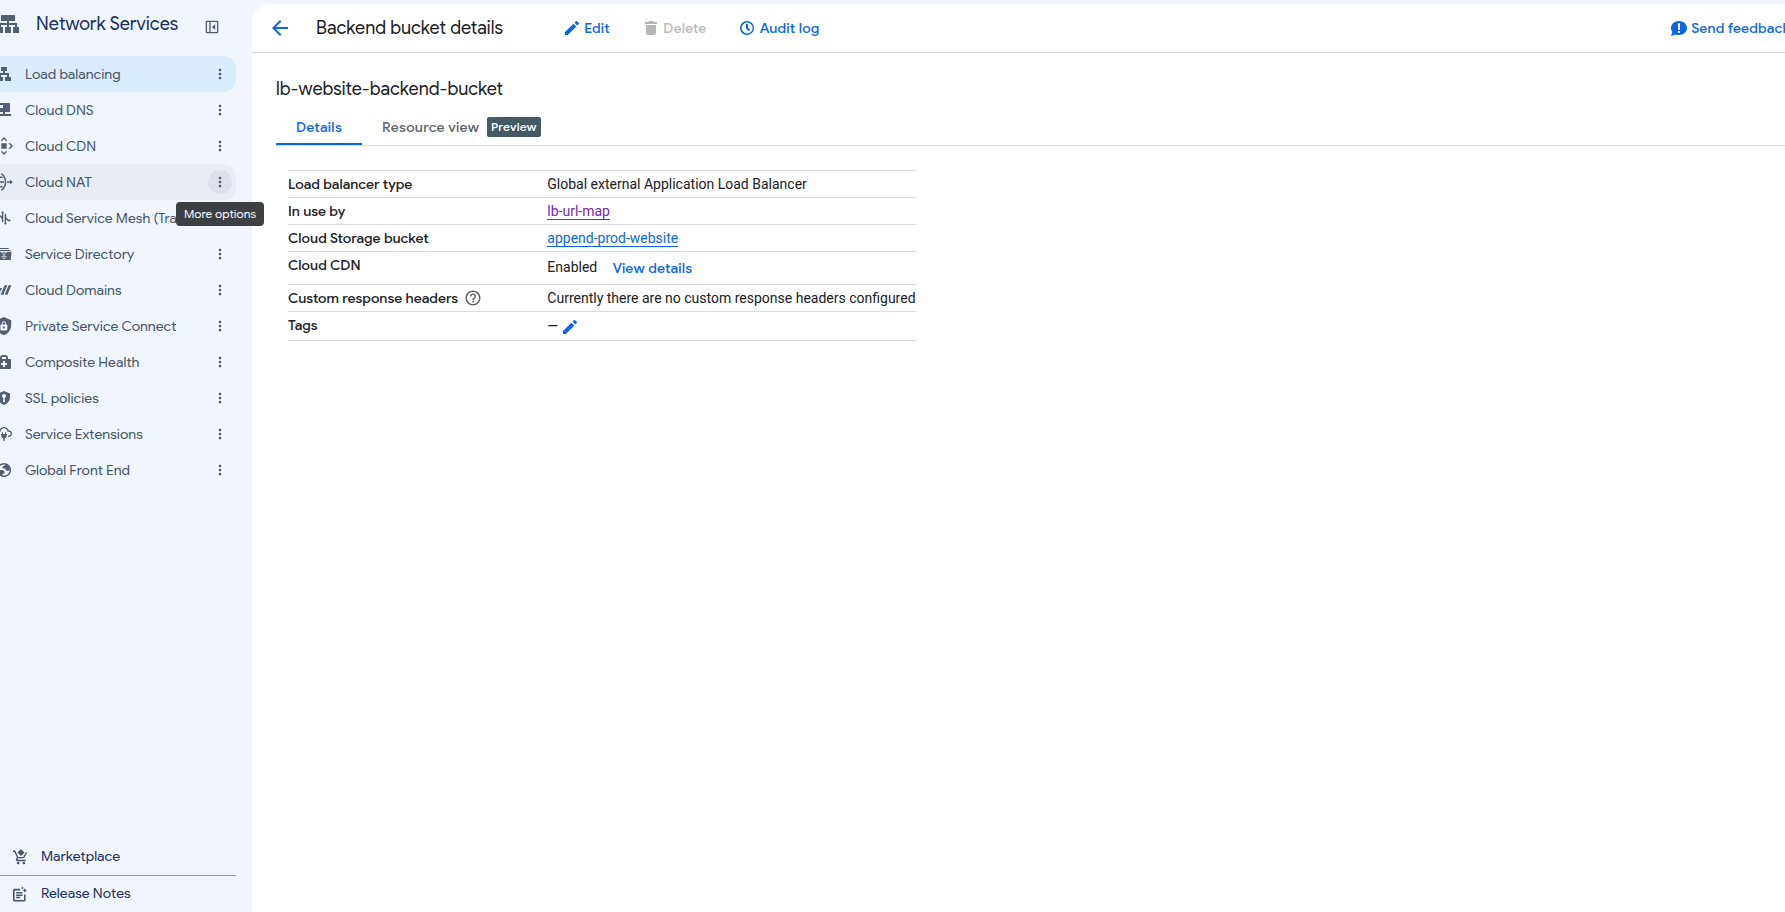 Network Services
Load balancing
Cloud DNS
Cloud CDN
Cloud NAT
Cloud Service Mesh (Tra
More options
Service Directory
Cloud Domains
Private Service Connect
Composite Health
SSL policies
Service Extensions
Global Front End
Marketplace
Release Notes
Backend bucket details Edit Delete Audit log Send feedbac
lb-website-backend-bucket
Details Resource view Preview
Load balancer type Global external Application Load Balancer
In use by lb-url-map
Cloud Storage bucket append-prod-website
Cloud CDN Enabled View details
Custom response headers Currently there are no custom response headers configured
Tags —